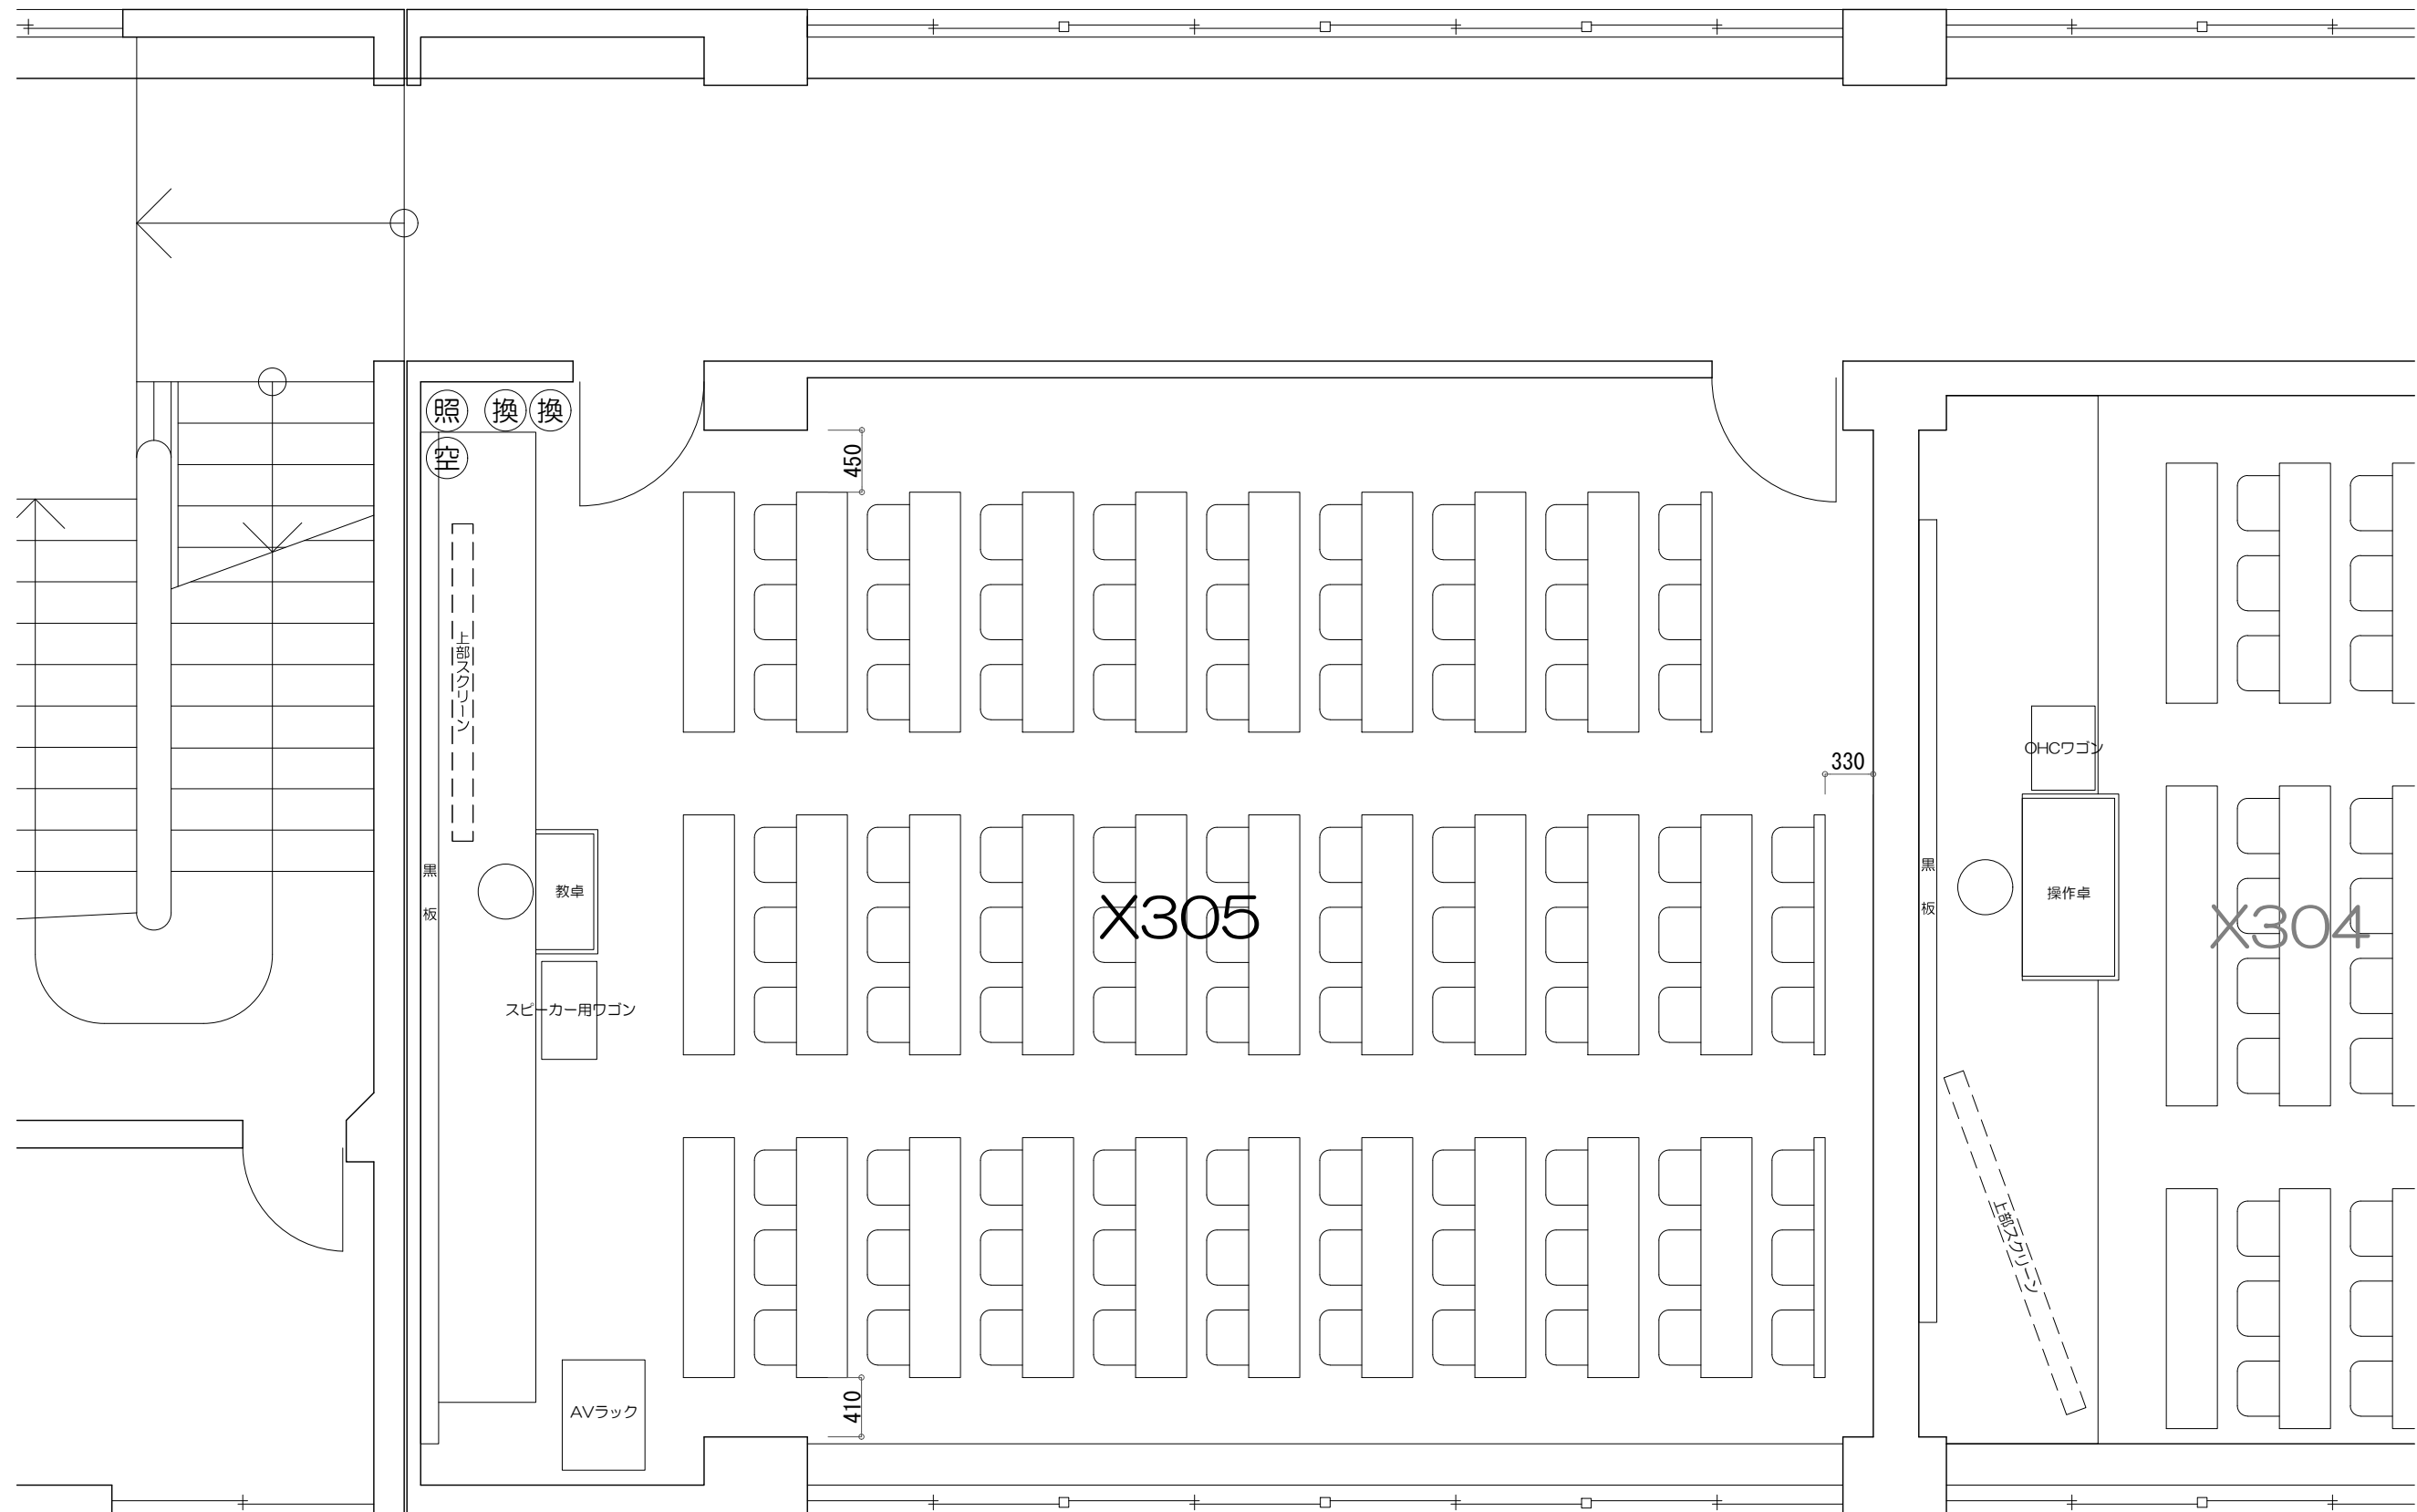 照 換 換
空
450
上部スクリーン
330
OHCワゴン
黒板
教卓
X305
黒板
操作卓
X304
スピーカー用ワゴン
上部スクリーン
410
AVラック